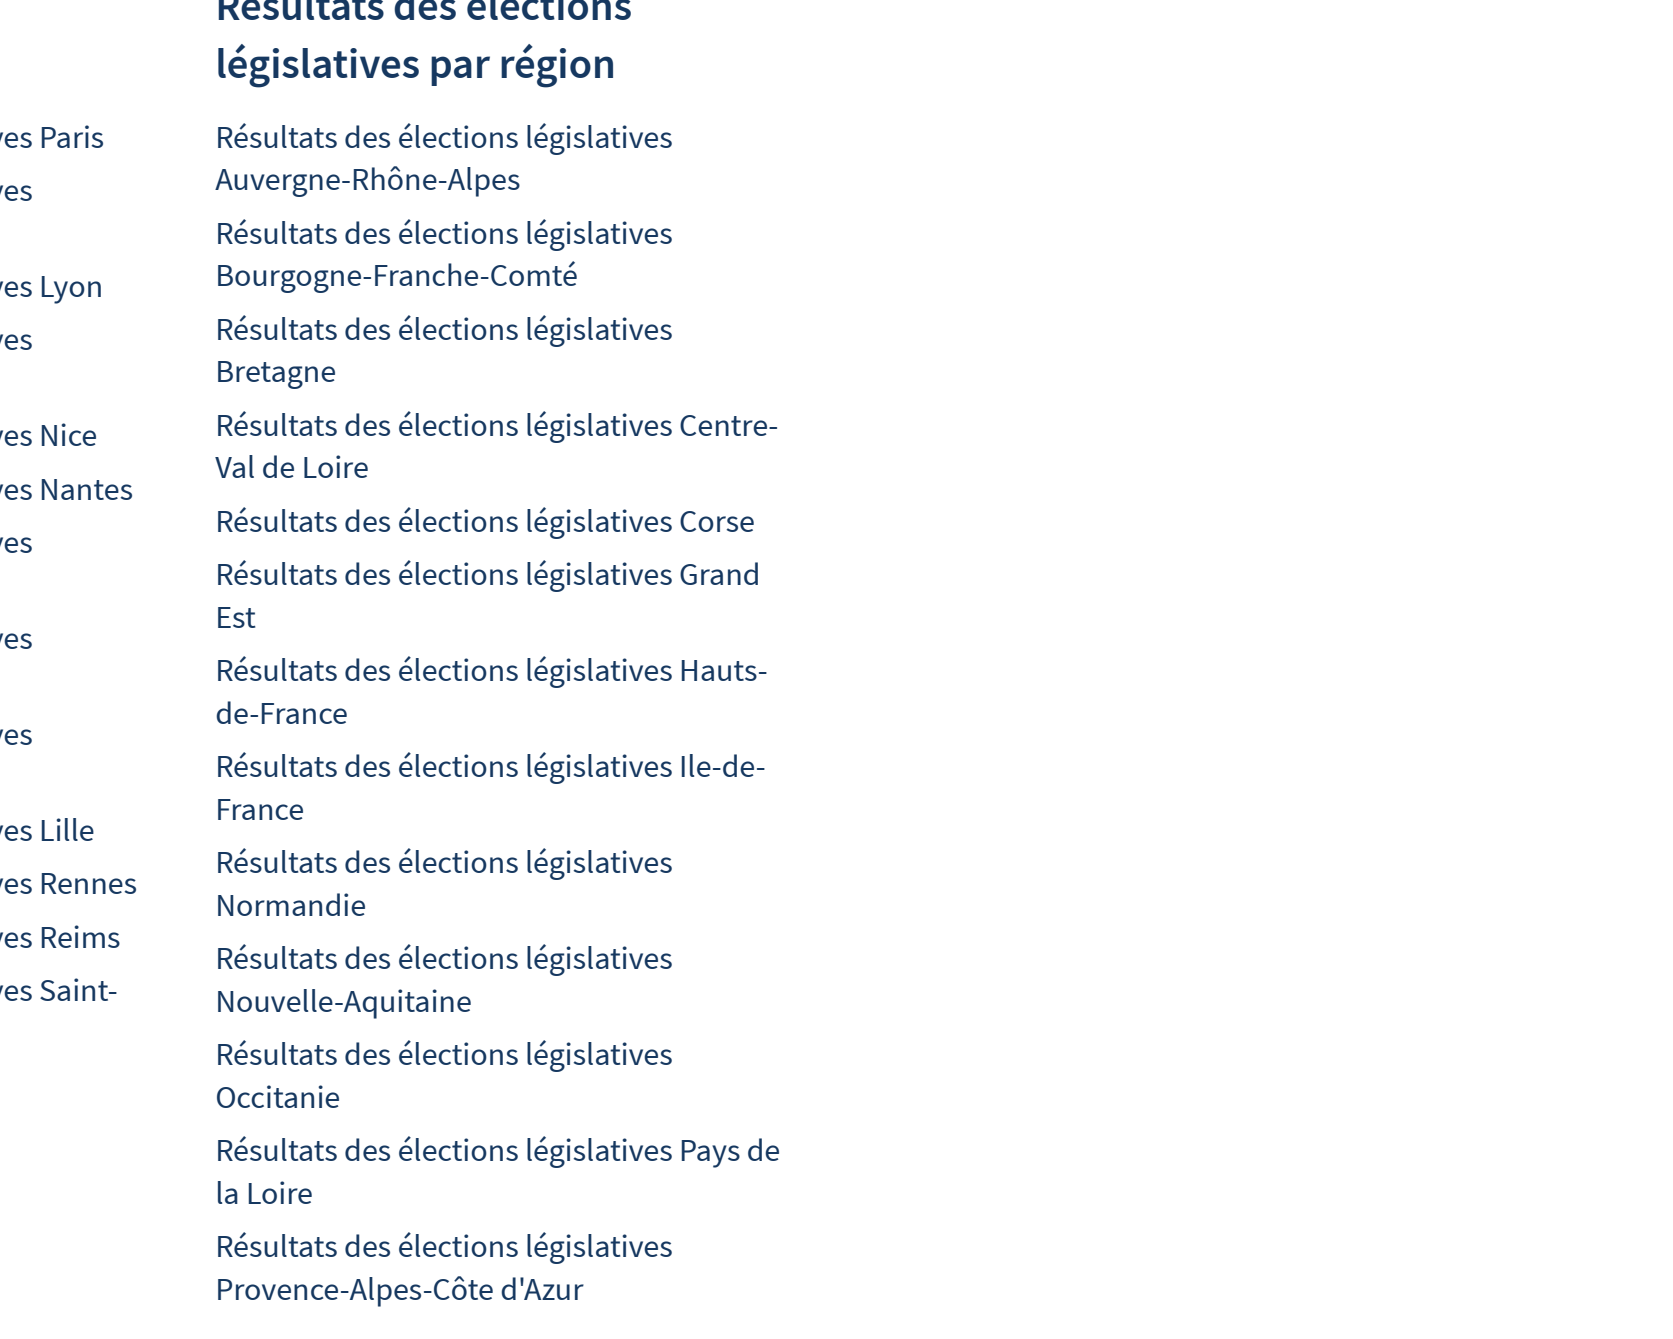 Résultats des élections
législatives par région
ves Paris
ves
ves Lyon
ves
ves Nice
ves Nantes
ves
ves
ves
ves Lille
ves Rennes
ves Reims
ves Saint-
Résultats des élections législatives
Auvergne-Rhône-Alpes
Résultats des élections législatives
Bourgogne-Franche-Comté
Résultats des élections législatives
Bretagne
Résultats des élections législatives Centre-
Val de Loire
Résultats des élections législatives Corse
Résultats des élections législatives Grand
Est
Résultats des élections législatives Hauts-
de-France
Résultats des élections législatives Ile-de-
France
Résultats des élections législatives
Normandie
Résultats des élections législatives
Nouvelle-Aquitaine
Résultats des élections législatives
Occitanie
Résultats des élections législatives Pays de
la Loire
Résultats des élections législatives
Provence-Alpes-Côte d'Azur